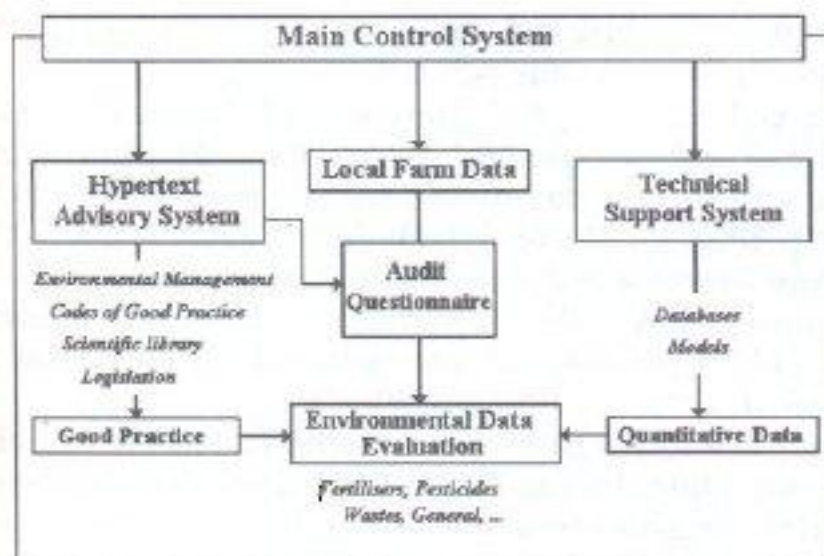 Main Control System
Hypertext
Advisory System
Local Farm Data
Technical
Support System
Audit
Questionnaire
Environmental Management
Codes of Good Practice
Scientific library
Legislation
Databases
Models
Good Practice
Environmental Data
Evaluation
Quantitative Data
Fertilisers, Pesticides
Wastes, General, ...